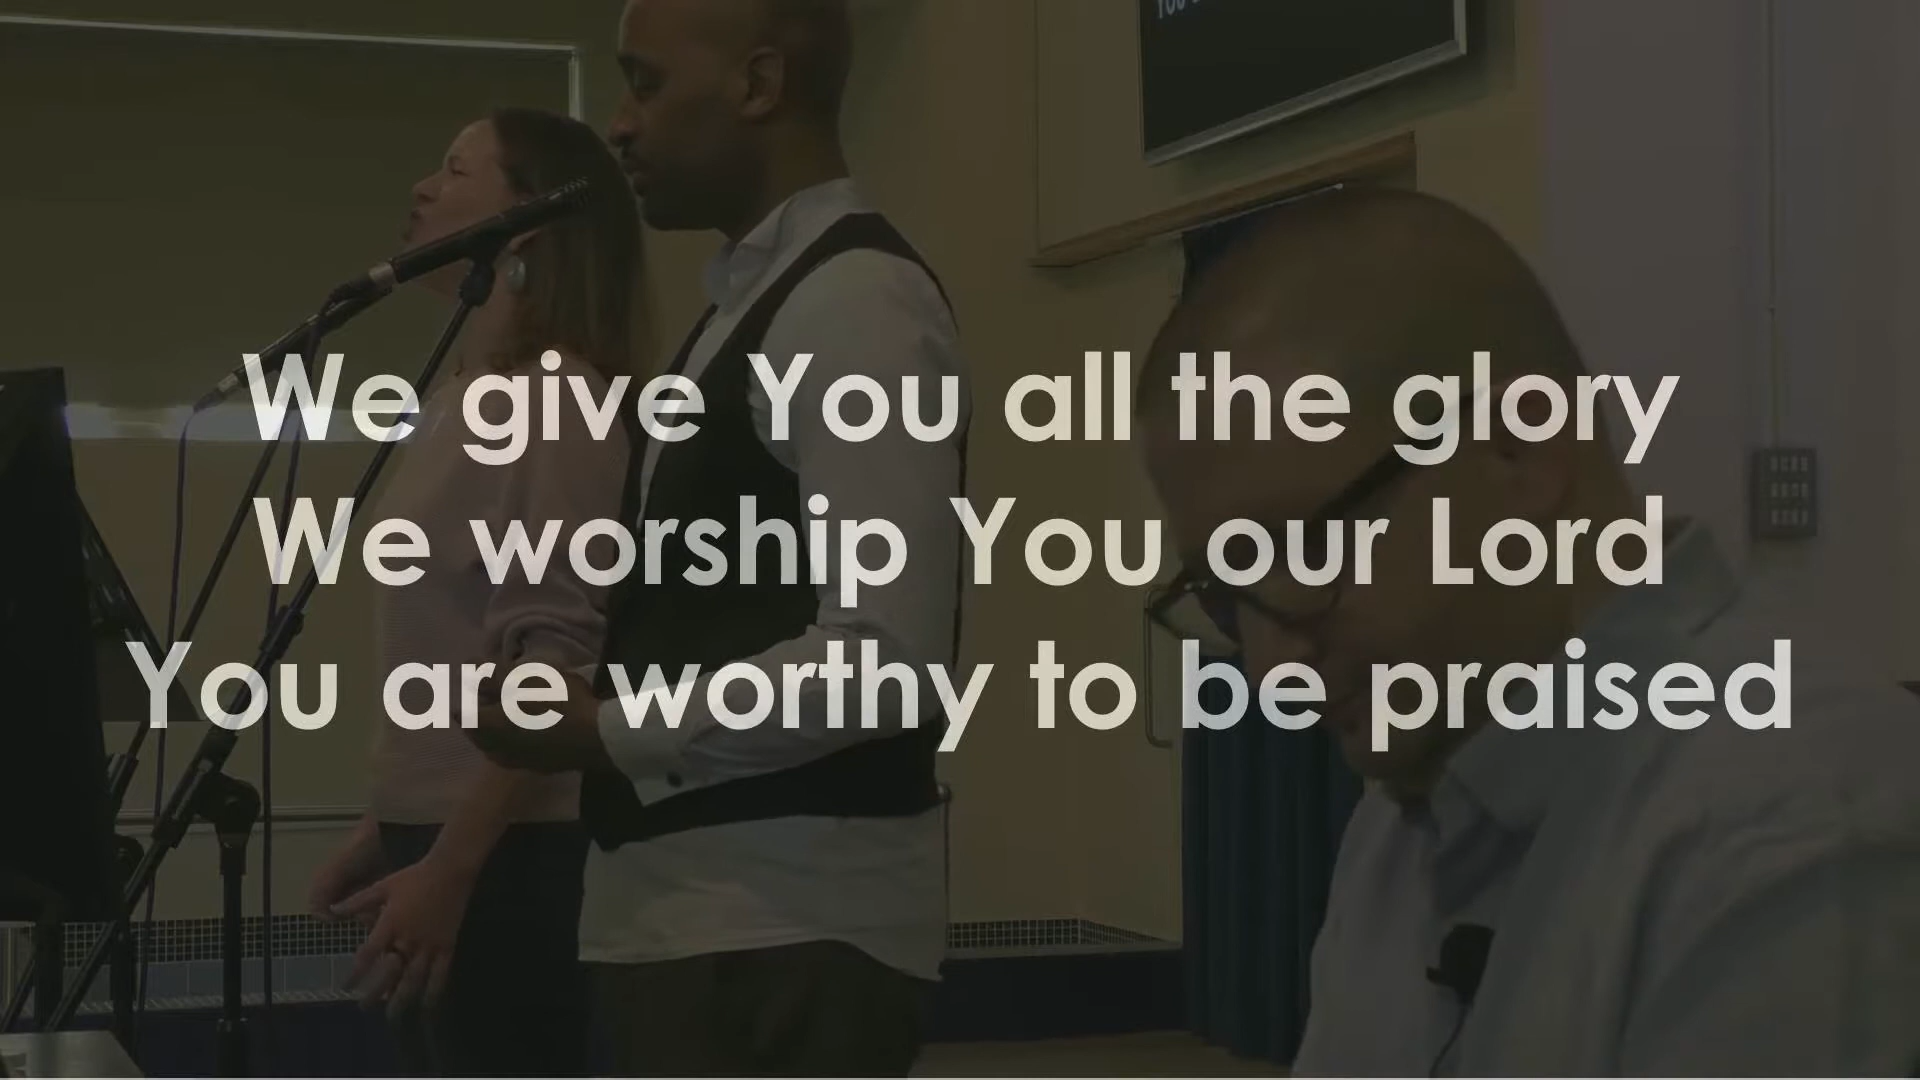 We give You all the glory
We worship You our Lord
You are worthy to be praised